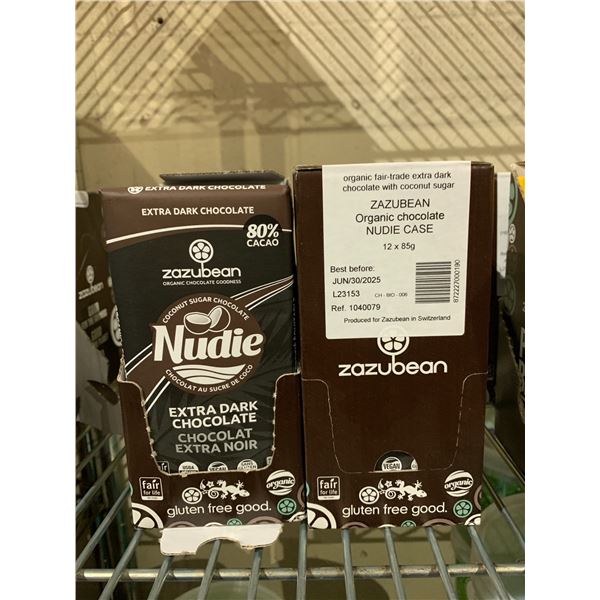 EXTRA DARK CHOCOLATE
EXTRA DARK CHOCOLATE
80%
CACAO
zazubean
ORGANIC CHOCOLATE GOODNESS
COCONUT SUGAR CHOCOLATE
Nudie
CHOCOLAT AU SUCRE DE COCO
EXTRA DARK
CHOCOLATE
CHOCOLAT
EXTRA NOIR
USDA
VEGAN
fair
for life
organic
gluten free good.
organic fair-trade extra dark
chocolate with coconut sugar
ZAZUBEAN
Organic chocolate
NUDIE CASE
12 x 85g
Best before:
JUN/30/2025
L23153
CH - BIO - 006
Ref. 1040079
872227000190
Produced for Zazubean in Switzerland
zazubean
VEGAN
fair
for life
organic
gluten free good.